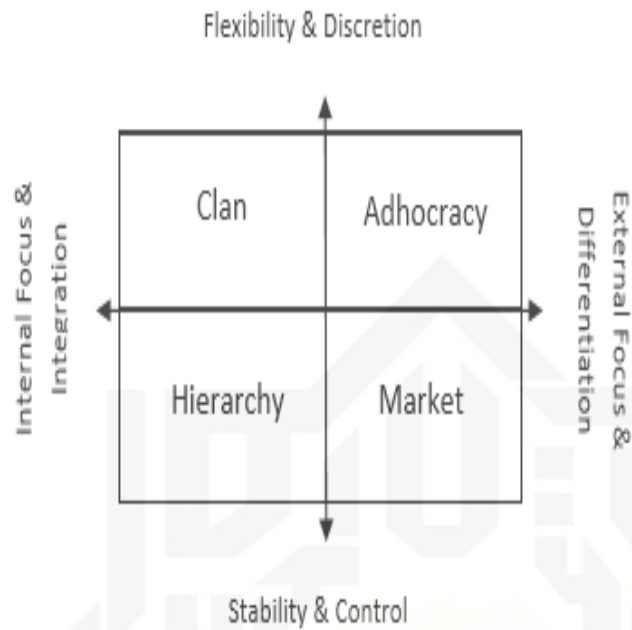 Flexibility & Discretion
Internal Focus &
Integration
Clan
Adhocracy
Hierarchy
Market
External Focus &
Differentiation
Stability & Control